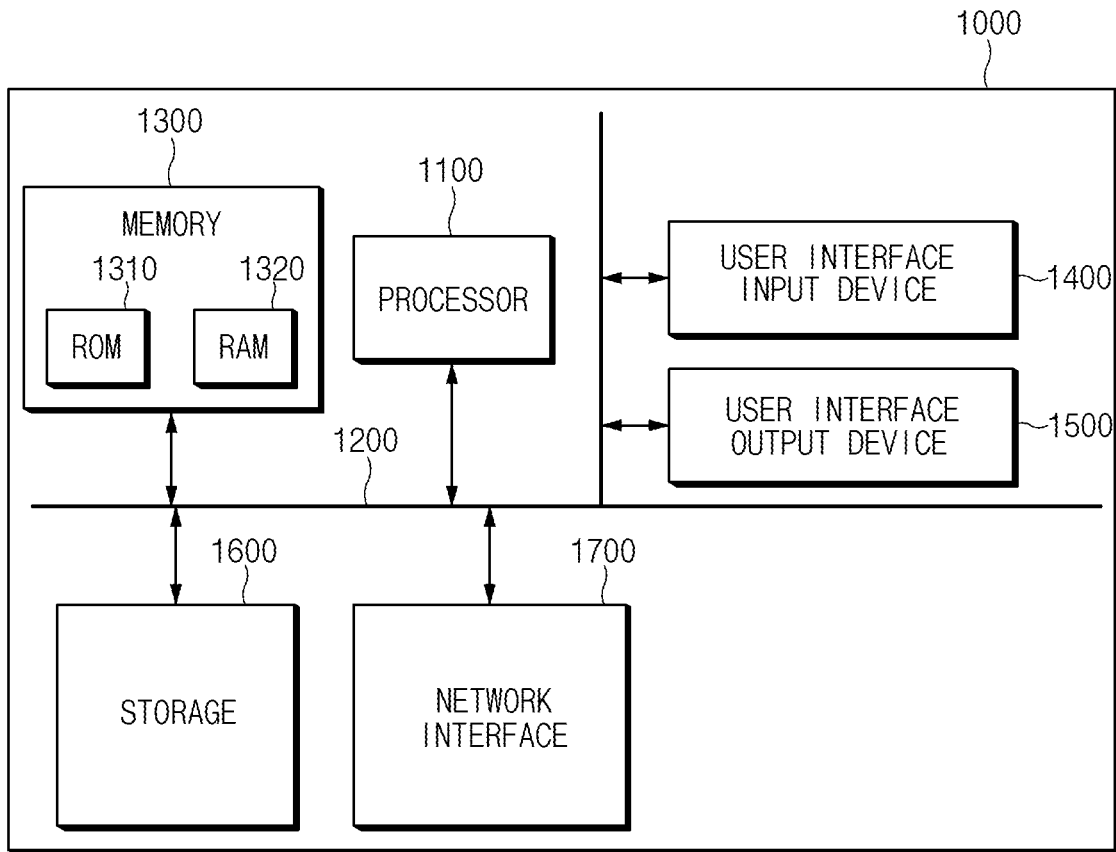 1000
1300
1100
MEMORY
1310
1320
ROM
RAM
PROCESSOR
USER INTERFACE
INPUT DEVICE
1400
USER INTERFACE
OUTPUT DEVICE
1500
1200
1600
1700
STORAGE
NETWORK
INTERFACE